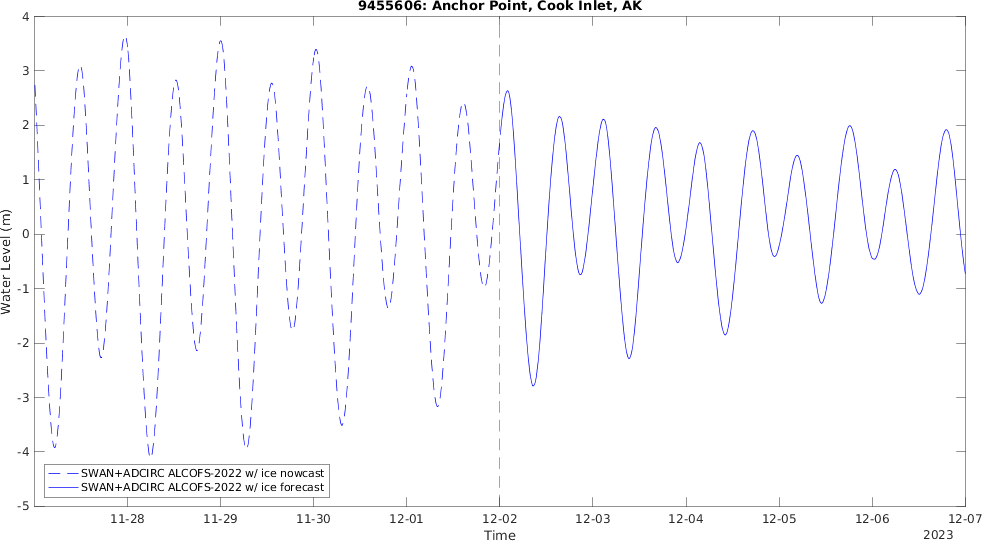 9455606: Anchor Point, Cook Inlet, AK
4
3
2
1
0
-1
-2
-3
-4
-5
Water Level (m)
SWAN+ADCIRC ALCOFS-2022 w/ ice nowcast
SWAN+ADCIRC ALCOFS-2022 w/ ice forecast
11-28 11-29 11-30 12-01 12-02 12-03 12-04 12-05 12-06 12-07
Time
2023